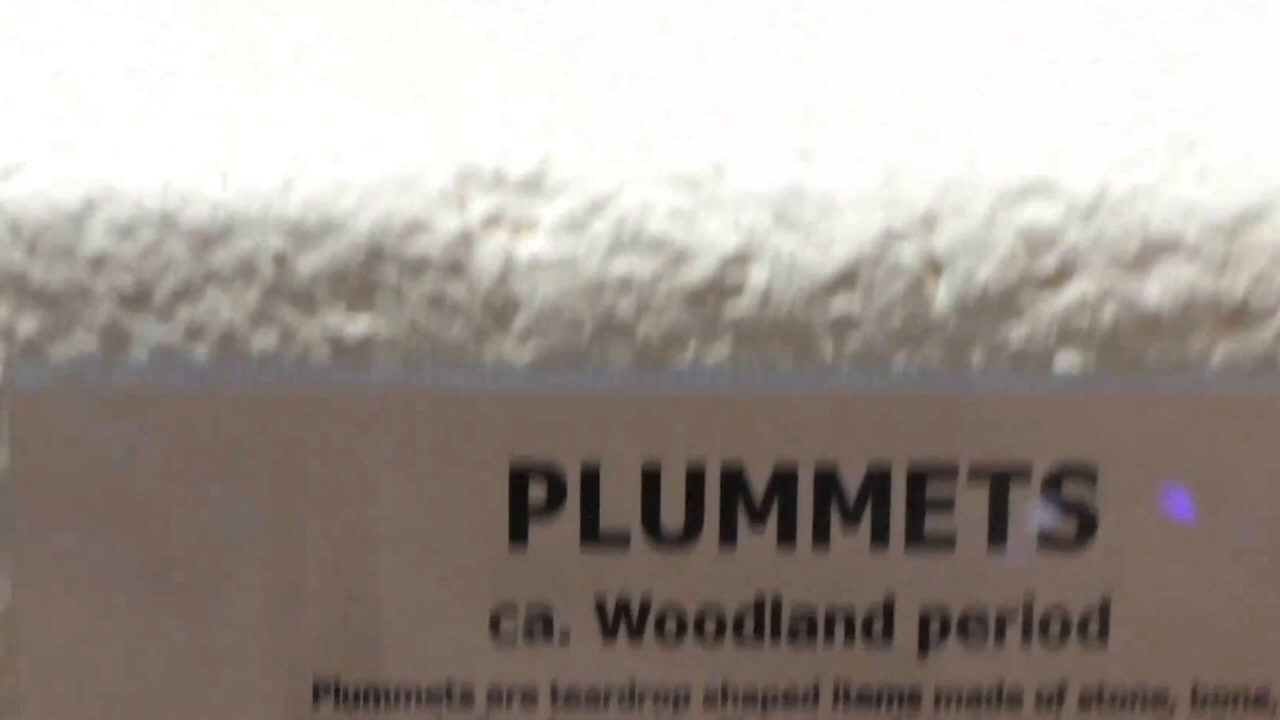 PLUMMETS
ca. Woodland period
Plummets are teardrop shaped items made of stone, bone,